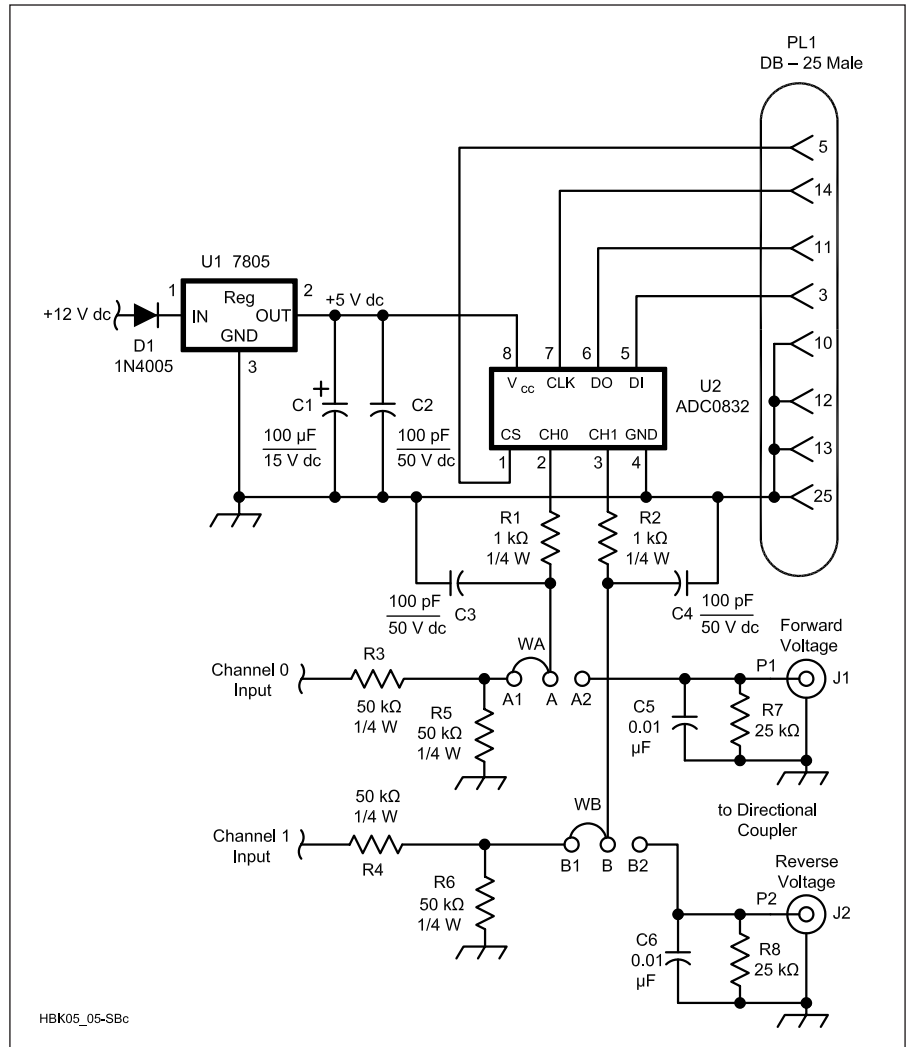 PL1
DB – 25 Male
5
14
11
3
10
12
13
25
U1 7805
1
Reg
2
+5 V dc
+12 V dc
IN
OUT
GND
3
D1
1N4005
C1
+
100 µF
15 V dc
C2
100 pF
50 V dc
8
7
6
5
V CC
CLK
DO
DI
U2
ADC0832
CS
CH0
CH1
GND
1
2
3
4
R1
1 kΩ
1/4 W
R2
1 kΩ
1/4 W
100 pF
50 V dc
C3
C4
100 pF
50 V dc
Channel 0
Input
R3
50 kΩ
1/4 W
R5
50 kΩ
1/4 W
WA
A1
A
A2
C5
0.01
µF
R7
25 kΩ
Forward
Voltage
P1
J1
to Directional
Coupler
Channel 1
Input
50 kΩ
1/4 W
R4
R6
50 kΩ
1/4 W
WB
B1
B
B2
C6
0.01
µF
R8
25 kΩ
Reverse
Voltage
P2
J2
HBK05_05-SBc